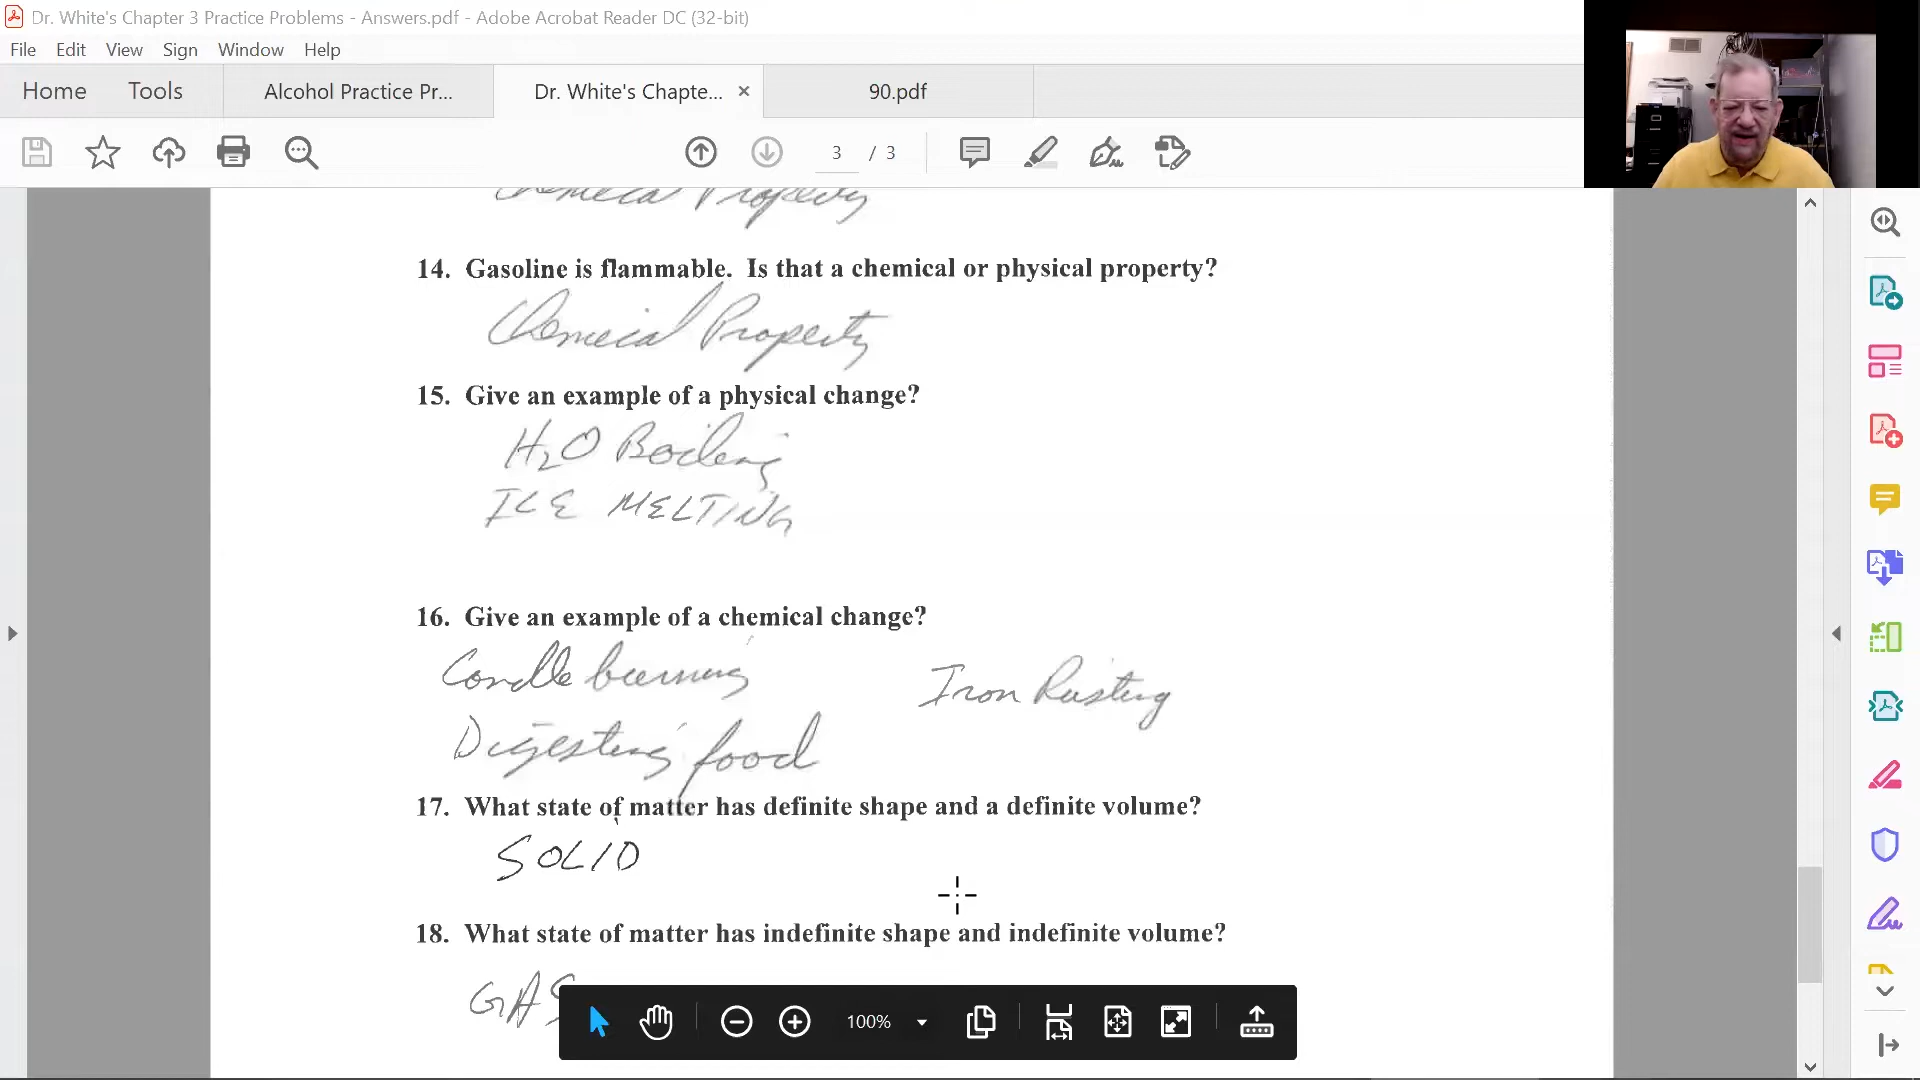 Dr. White's Chapter 3 Practice Problems - Answers.pdf - Adobe Acrobat Reader DC (32-bit)
File Edit View Sign Window Help
Home Tools Alcohol Practice Pr... Dr. White's Chapte... × 90.pdf
3 / 3
Chemical Property
14. Gasoline is flammable. Is that a chemical or physical property?
Chemical Property
15. Give an example of a physical change?
H2O Boiling
ICE MELTING
16. Give an example of a chemical change?
Candle burning Iron Rusting
Digesting food
17. What state of matter has definite shape and a definite volume?
SOLID
18. What state of matter has indefinite shape and indefinite volume?
GAS
100%